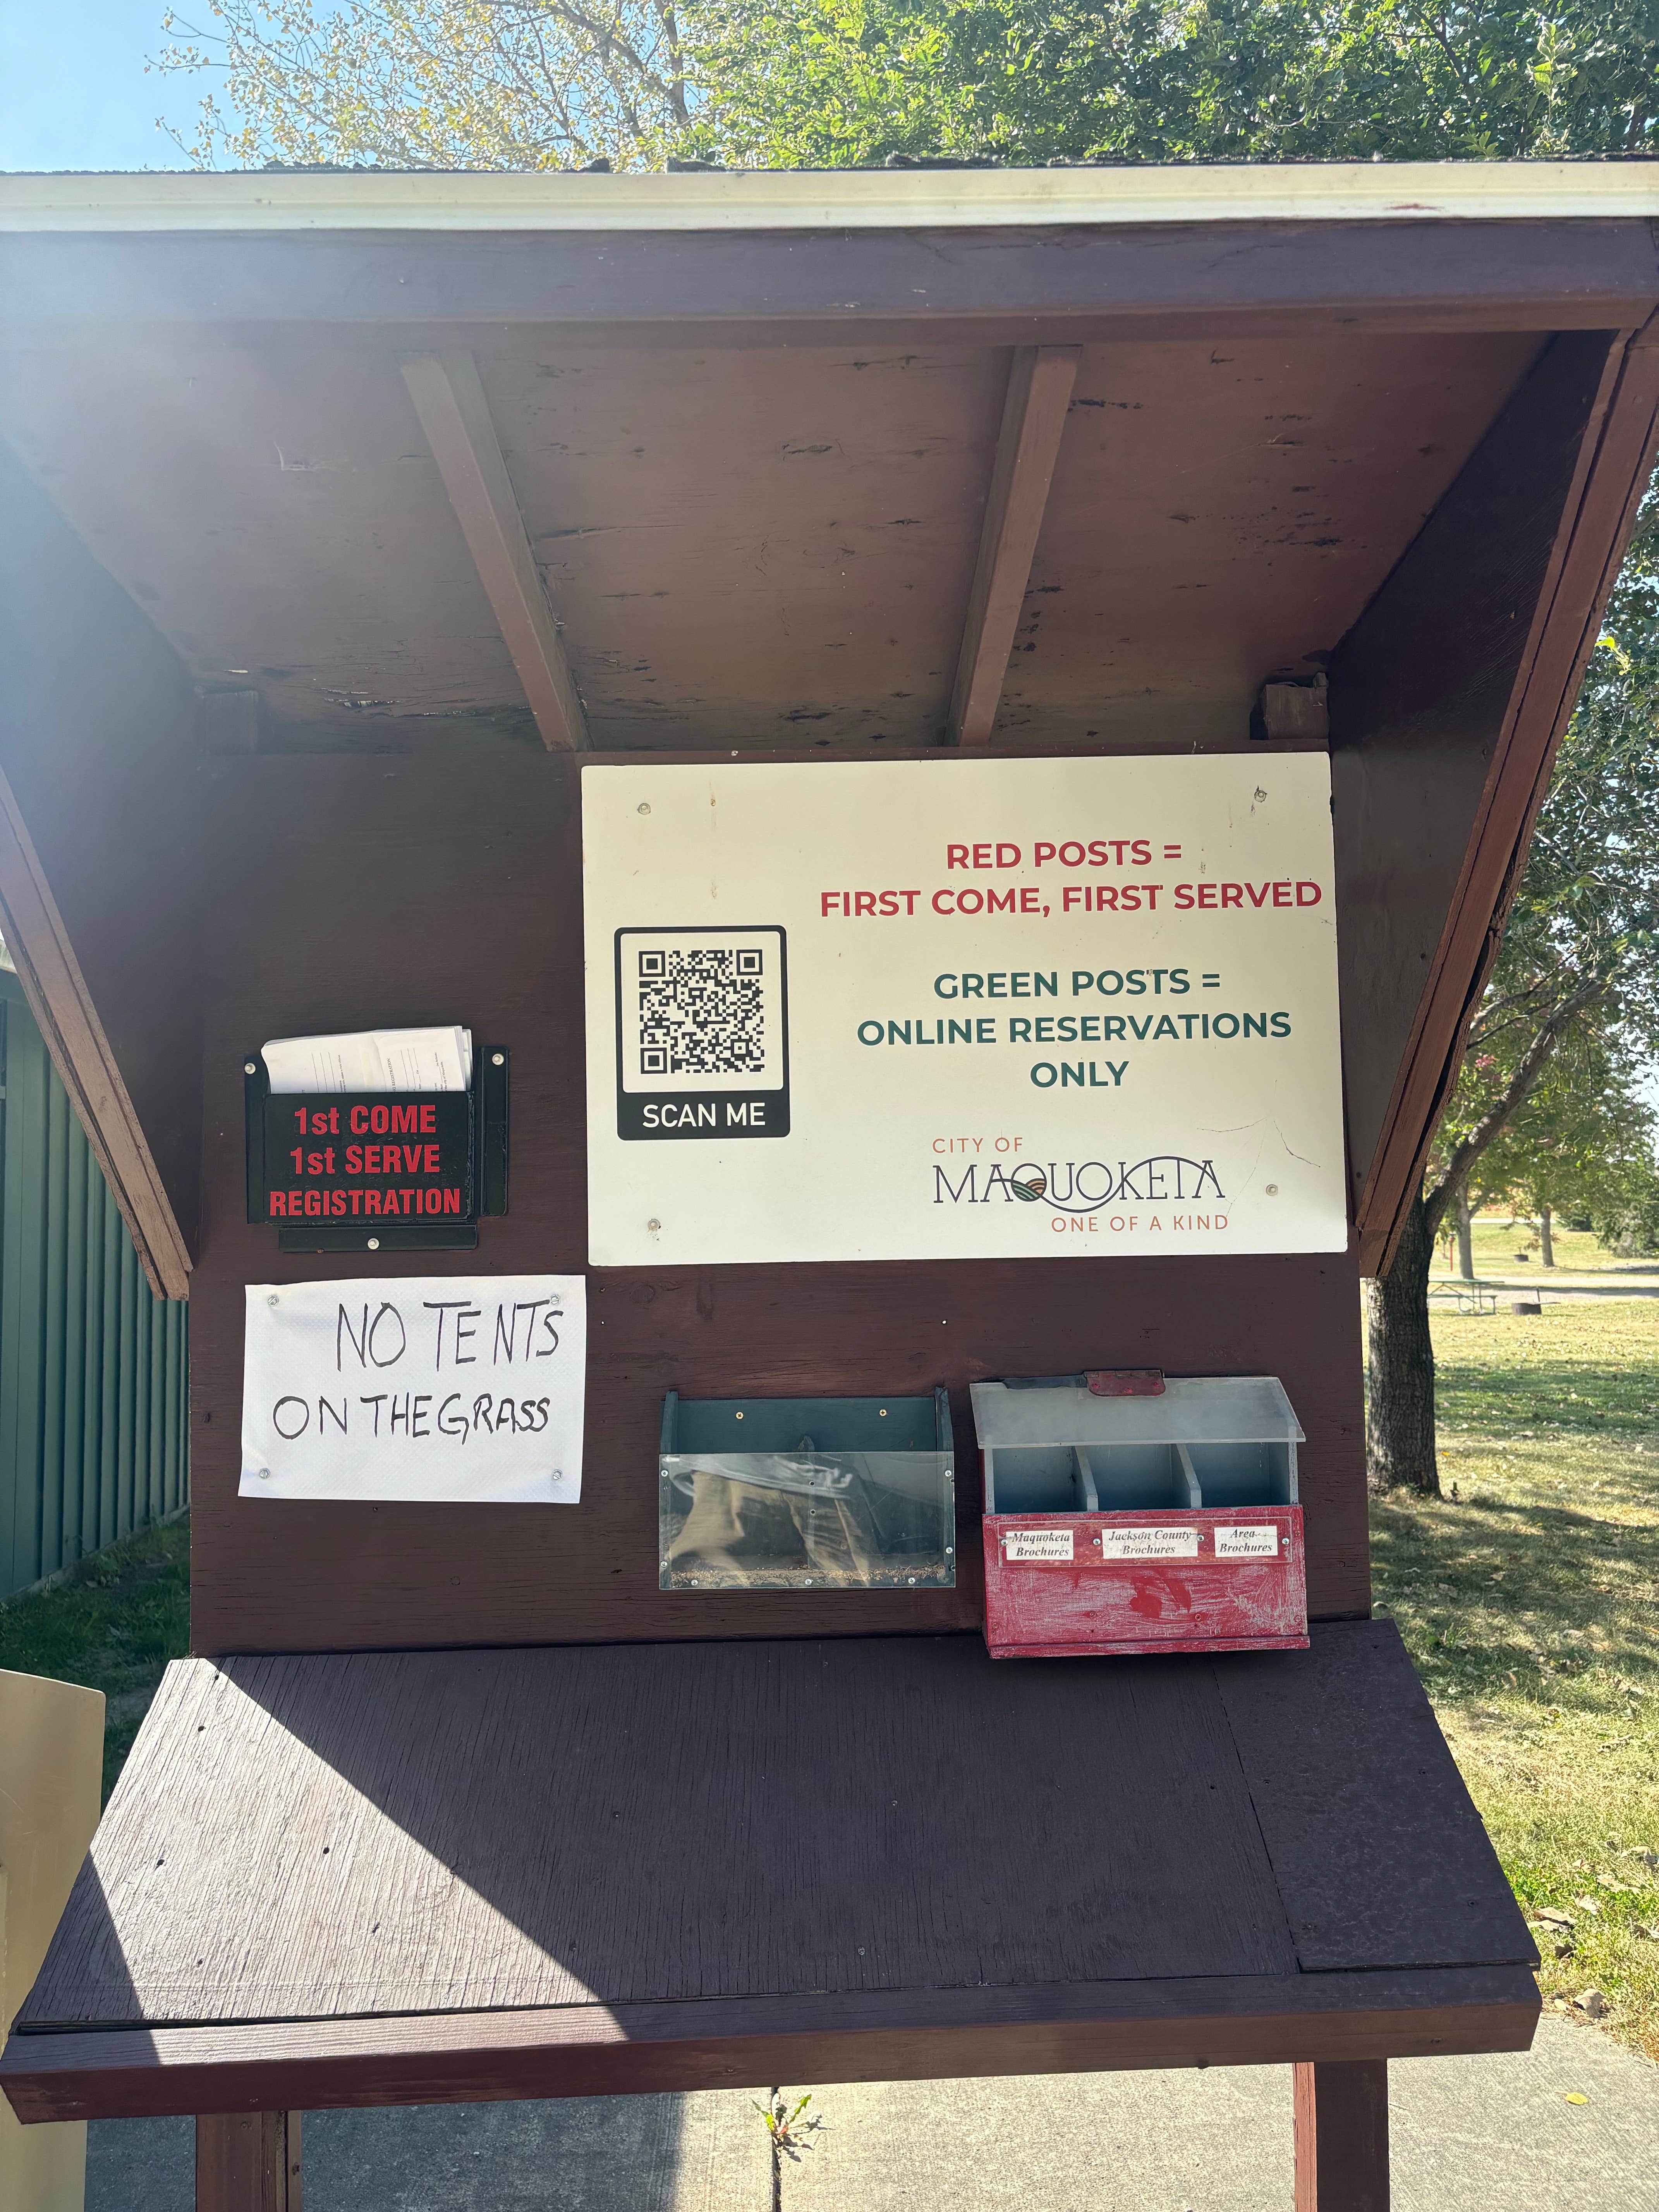 RED POSTS =
FIRST COME, FIRST SERVED
GREEN POSTS =
ONLINE RESERVATIONS
ONLY
SCAN ME
CITY OF
MAQUOKETA
ONE OF A KIND
1st COME
1st SERVE
REGISTRATION
NO TENTS
ON THE GRASS
Maquoketa
Brochures
Jackson County
Brochures
Area
Brochures